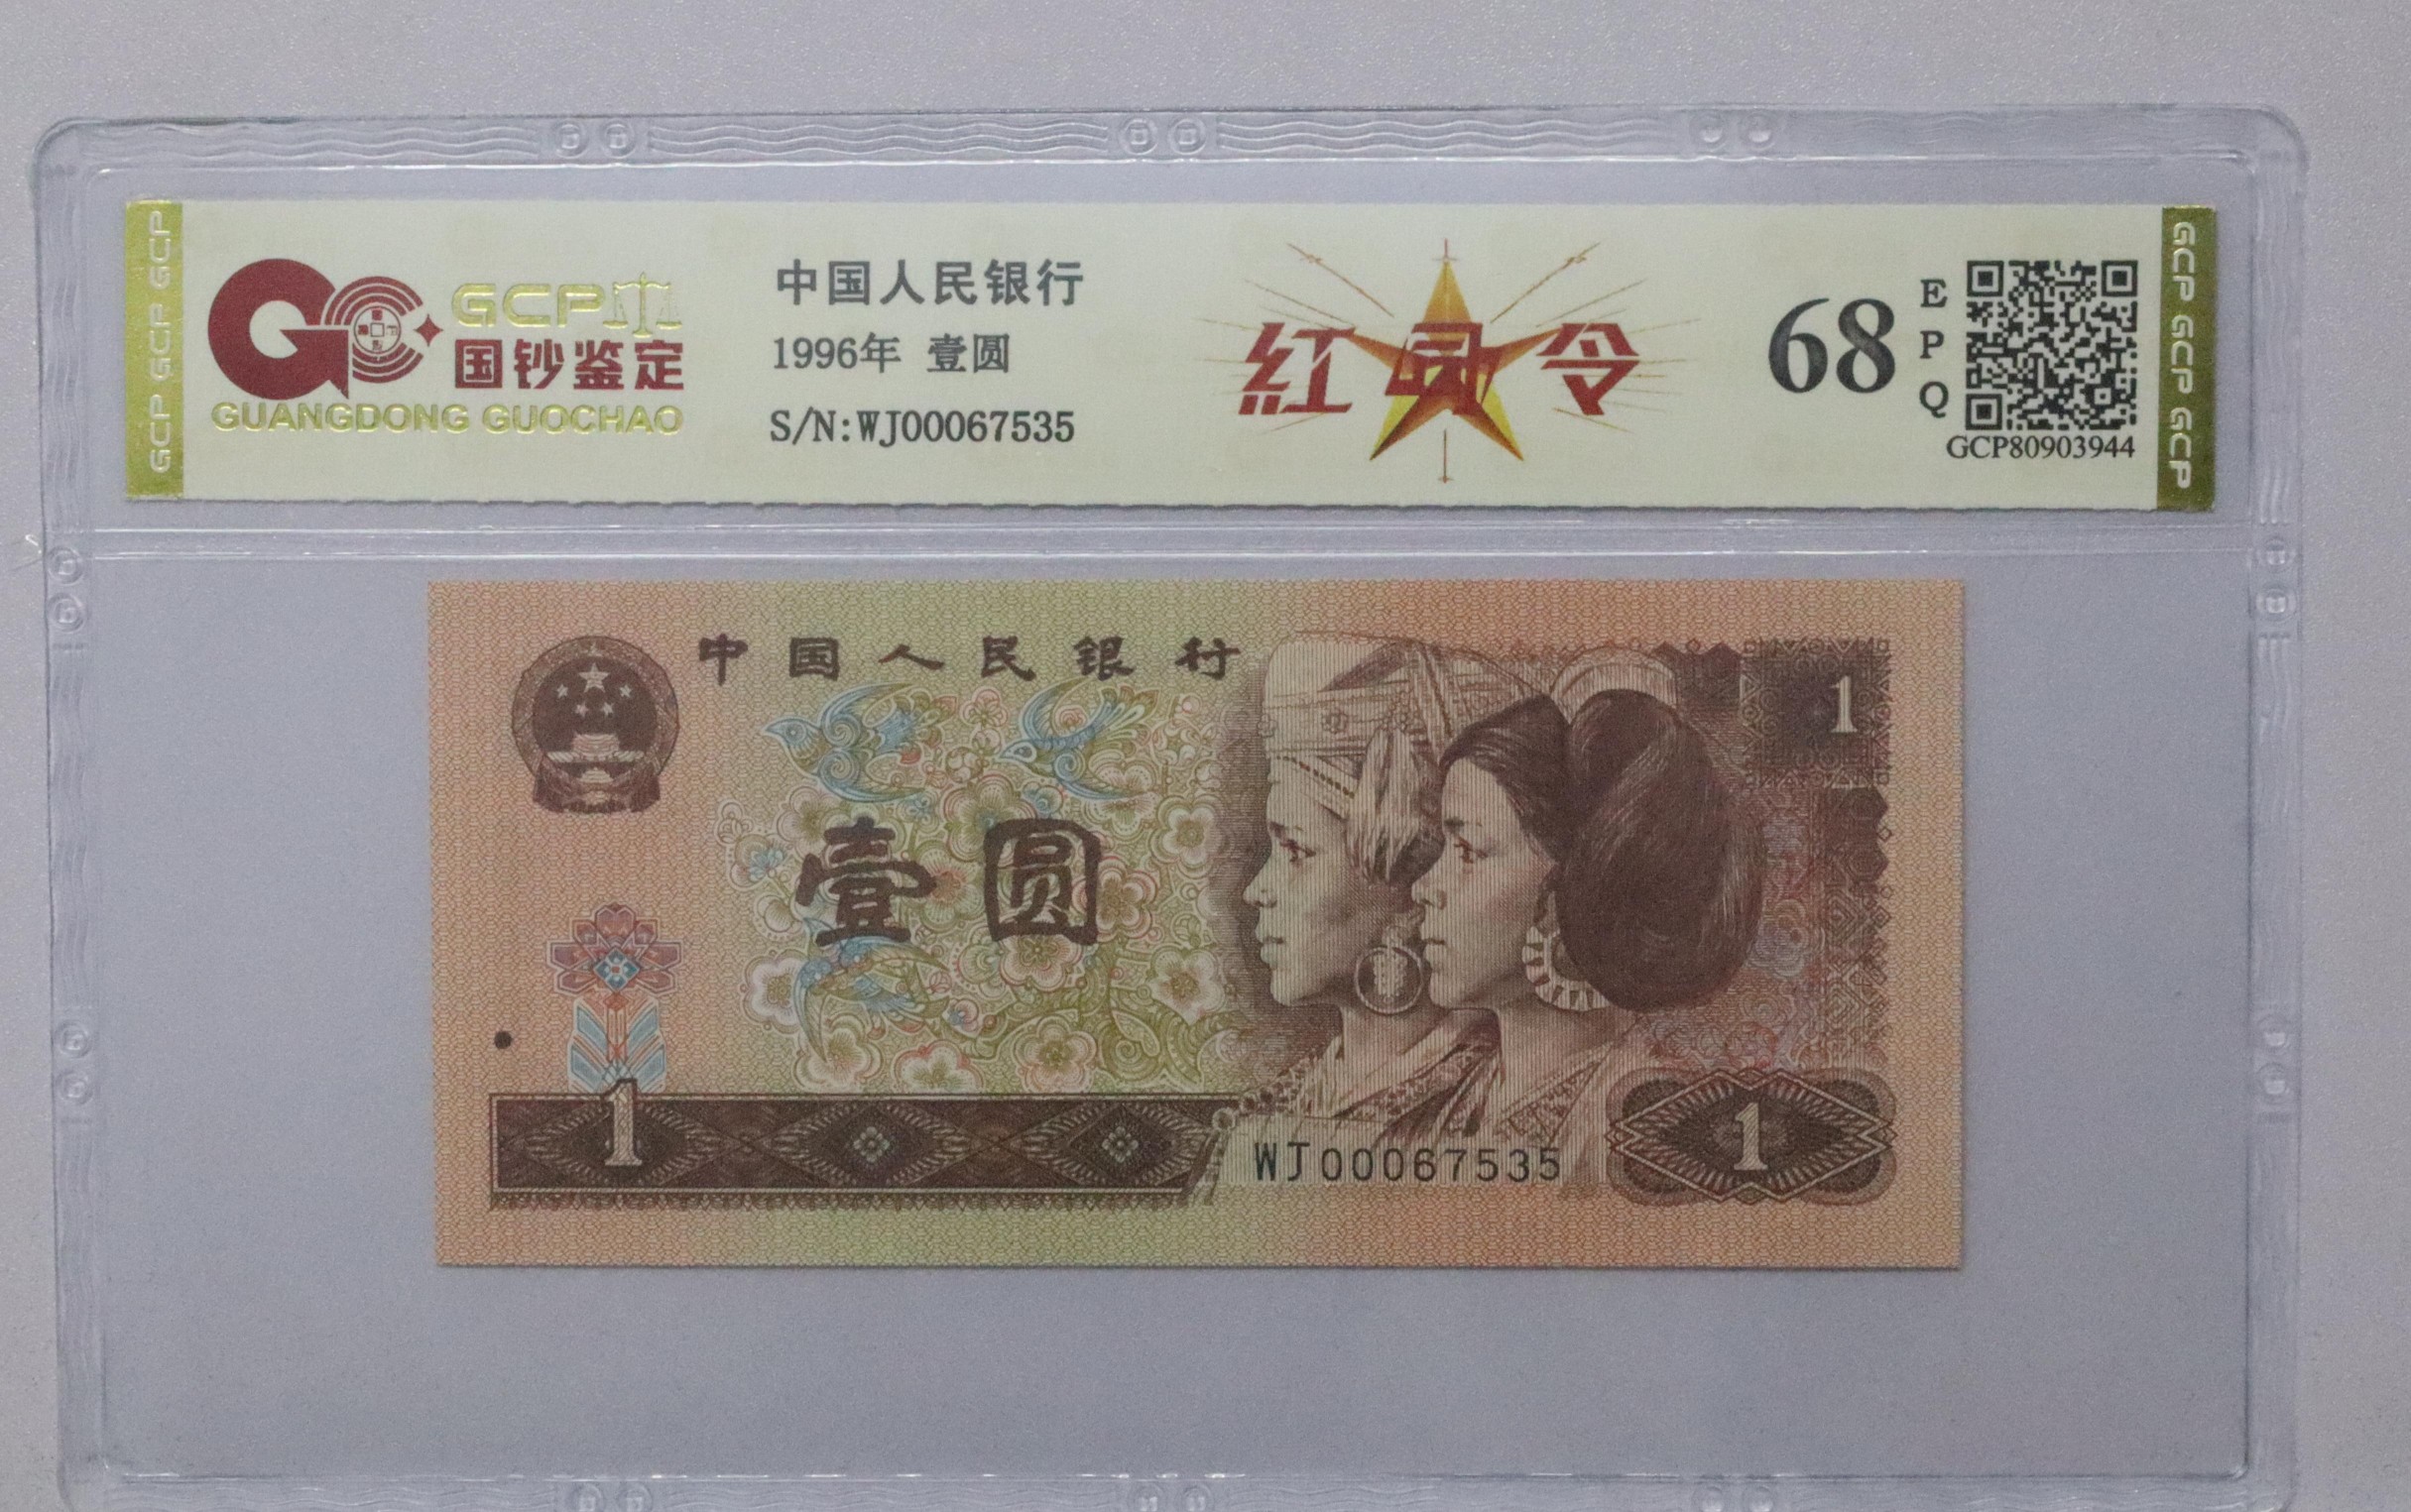 GCP GCP GCP
GCP
国钞鉴定
GUANGDONG GUOCHAO
中国人民银行
1996年 壹圆
S/N:WJ00067535
红金令
68
E
P
Q
GCP80903944
GCP GCP GCP
中国人民银行
1
壹圆
1
WJ00067535
1